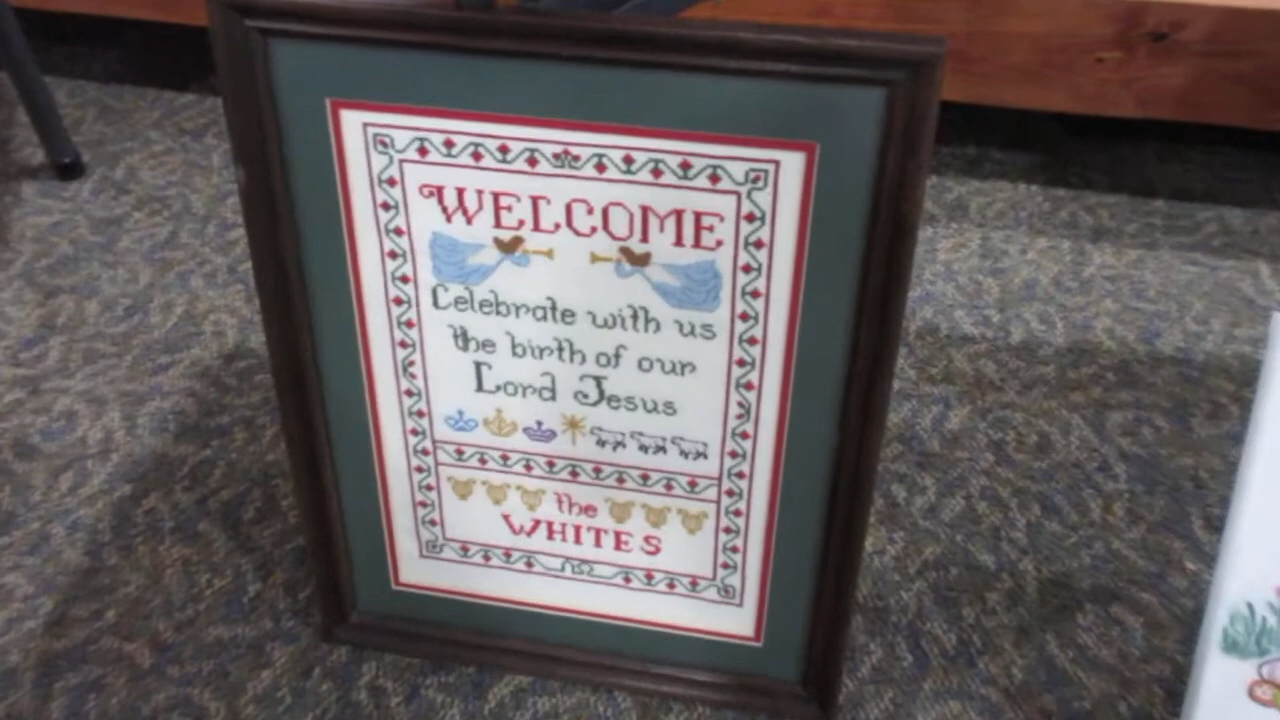 WELCOME
Celebrate with us
the birth of our
Lord Jesus
the
WHITES